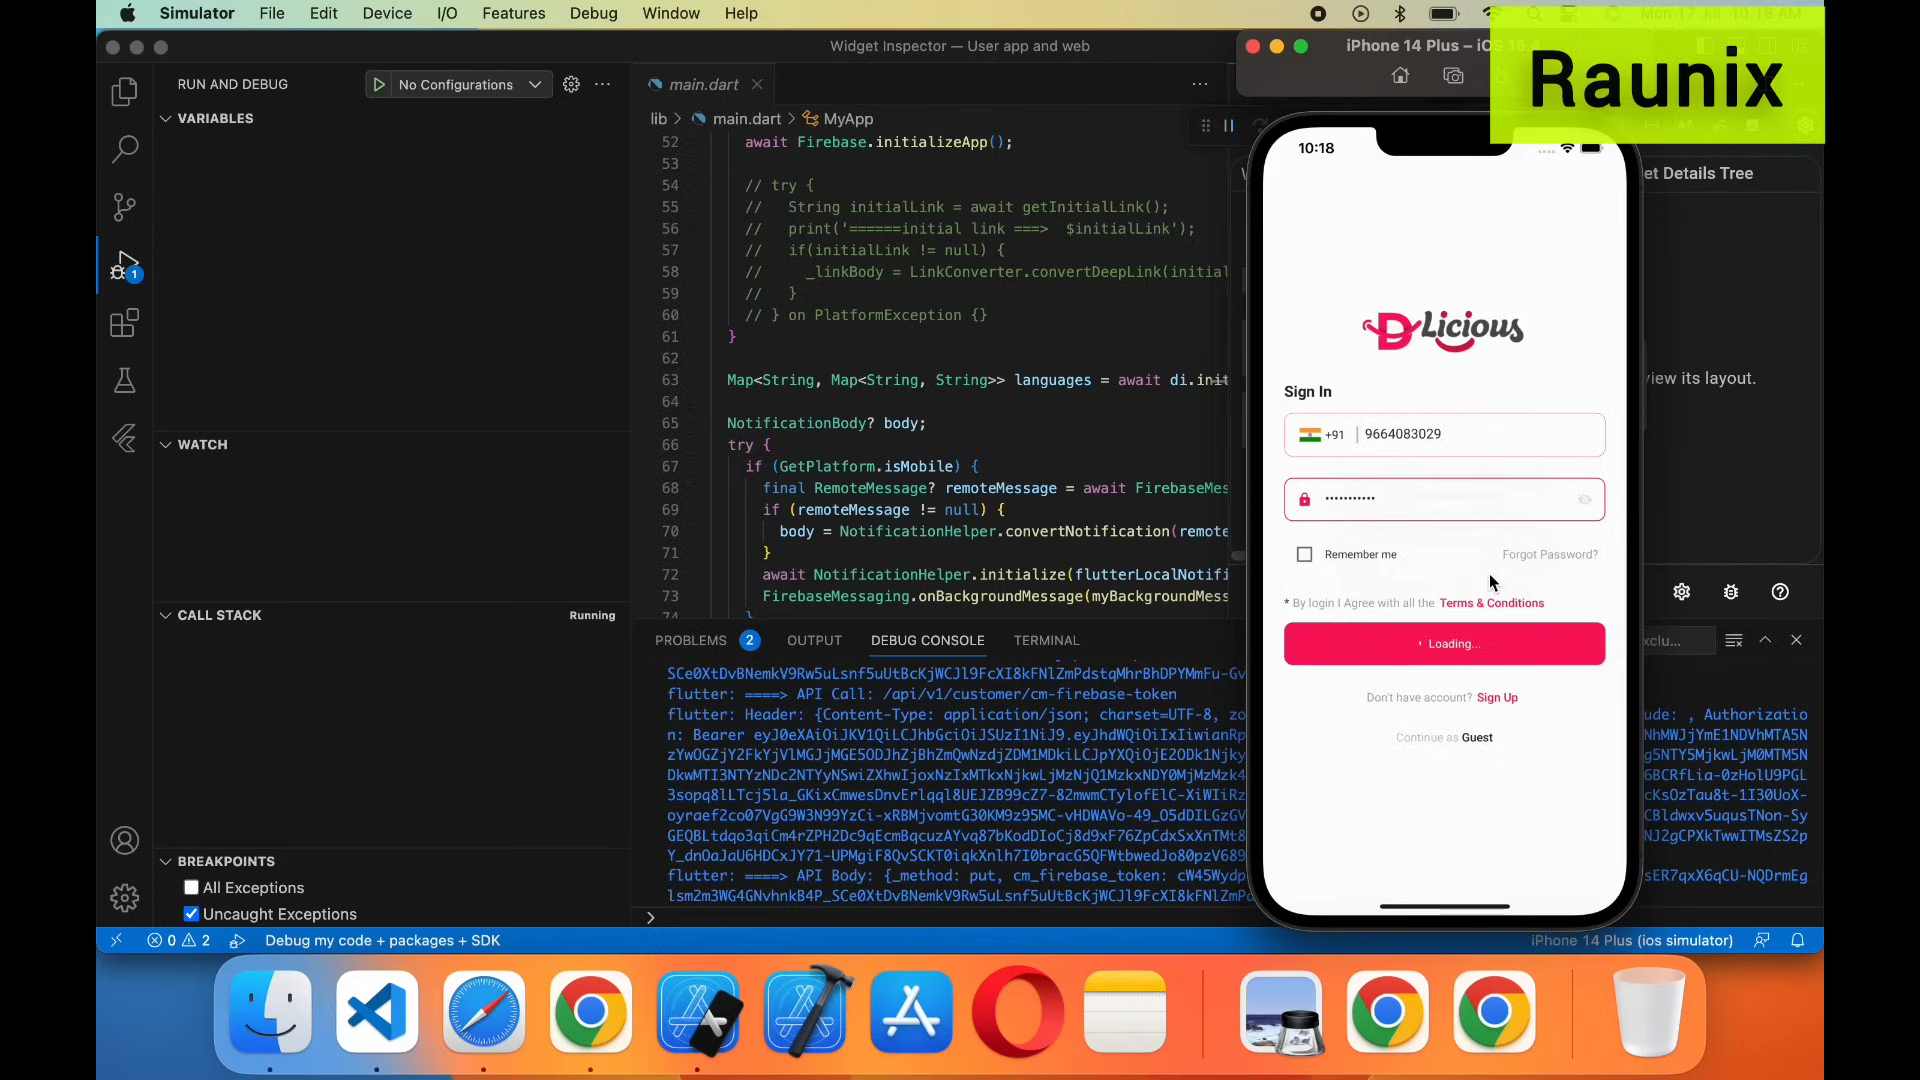 Simulator File Edit Device I/O Features Debug Window Help
Widget Inspector — User app and web
iPhone 14 Plus – iOS 16.4
Raunix
RUN AND DEBUG
No Configurations
VARIABLES
WATCH
CALL STACK
Running
BREAKPOINTS
All Exceptions
Uncaught Exceptions
main.dart
lib > main.dart > MyApp
52 await Firebase.initializeApp();
53
54 // try {
55 // String initialLink = await getInitialLink();
56 // print('======initial link ===> $initialLink');
57 // if(initialLink != null) {
58 // _linkBody = LinkConverter.convertDeepLink(initial
59 // }
60 // } on PlatformException {}
61 }
62
63 Map<String, Map<String, String>> languages = await di.init
64
65 NotificationBody? body;
66 try {
67 if (GetPlatform.isMobile) {
68 final RemoteMessage? remoteMessage = await FirebaseMes
69 if (remoteMessage != null) {
70 body = NotificationHelper.convertNotification(remote
71 }
72 await NotificationHelper.initialize(flutterLocalNotifi
73 FirebaseMessaging.onBackgroundMessage(myBackgroundMess
74 }
PROBLEMS 2 OUTPUT DEBUG CONSOLE TERMINAL
flutter: ====> API Call: /api/v1/customer/cm-firebase-token
flutter: Header: {Content-Type: application/json; charset=UTF-8, zo
ude: , Authorizatio
n: Bearer
flutter: ====> API Body: {_method: put, cm_firebase_token:
et Details Tree
view its layout.
10:18
DLicious
Sign In
+91 9664083029
•••••••••••
Remember me
Forgot Password?
* By login I Agree with all the Terms & Conditions
Loading...
Don't have account? Sign Up
Continue as Guest
0 2 Debug my code + packages + SDK
iPhone 14 Plus (ios simulator)
1